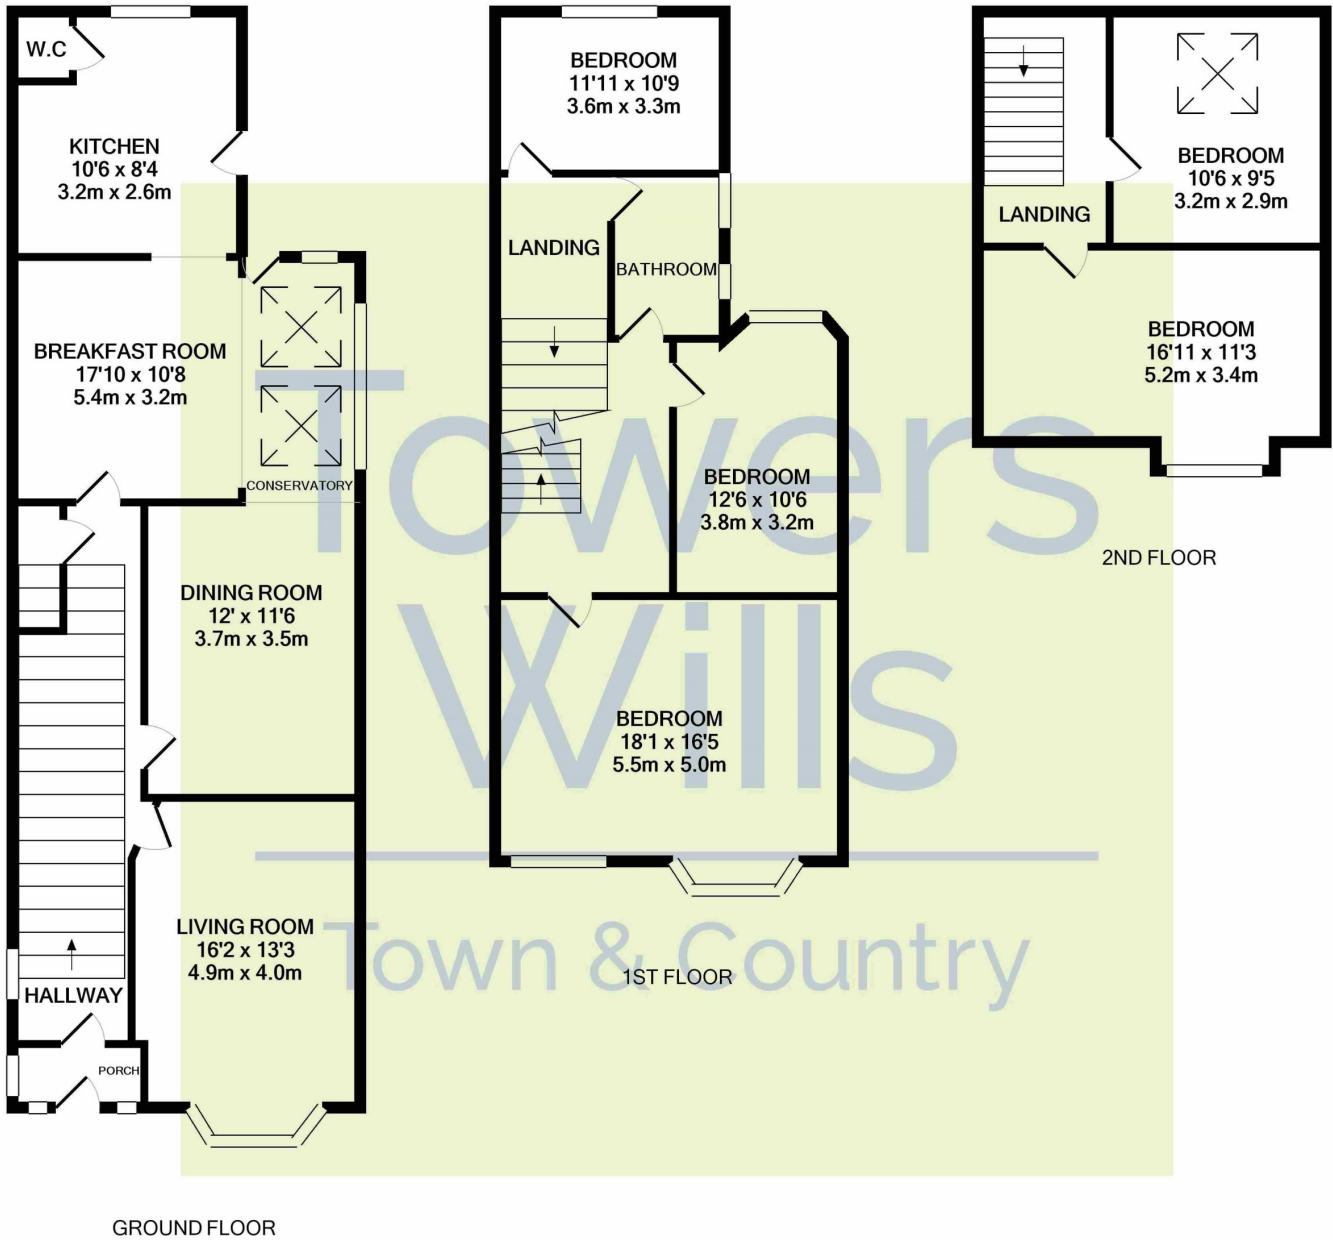 W.C
KITCHEN
10'6 x 8'4
3.2m x 2.6m
BREAKFAST ROOM
17'10 x 10'8
5.4m x 3.2m
CONSERVATORY
DINING ROOM
12' x 11'6
3.7m x 3.5m
LIVING ROOM
16'2 x 13'3
4.9m x 4.0m
HALLWAY
PORCH
GROUND FLOOR
BEDROOM
11'11 x 10'9
3.6m x 3.3m
LANDING
BATHROOM
BEDROOM
12'6 x 10'6
3.8m x 3.2m
BEDROOM
18'1 x 16'5
5.5m x 5.0m
1ST FLOOR
BEDROOM
10'6 x 9'5
3.2m x 2.9m
LANDING
BEDROOM
16'11 x 11'3
5.2m x 3.4m
2ND FLOOR
Towers
Wills
Town & Country